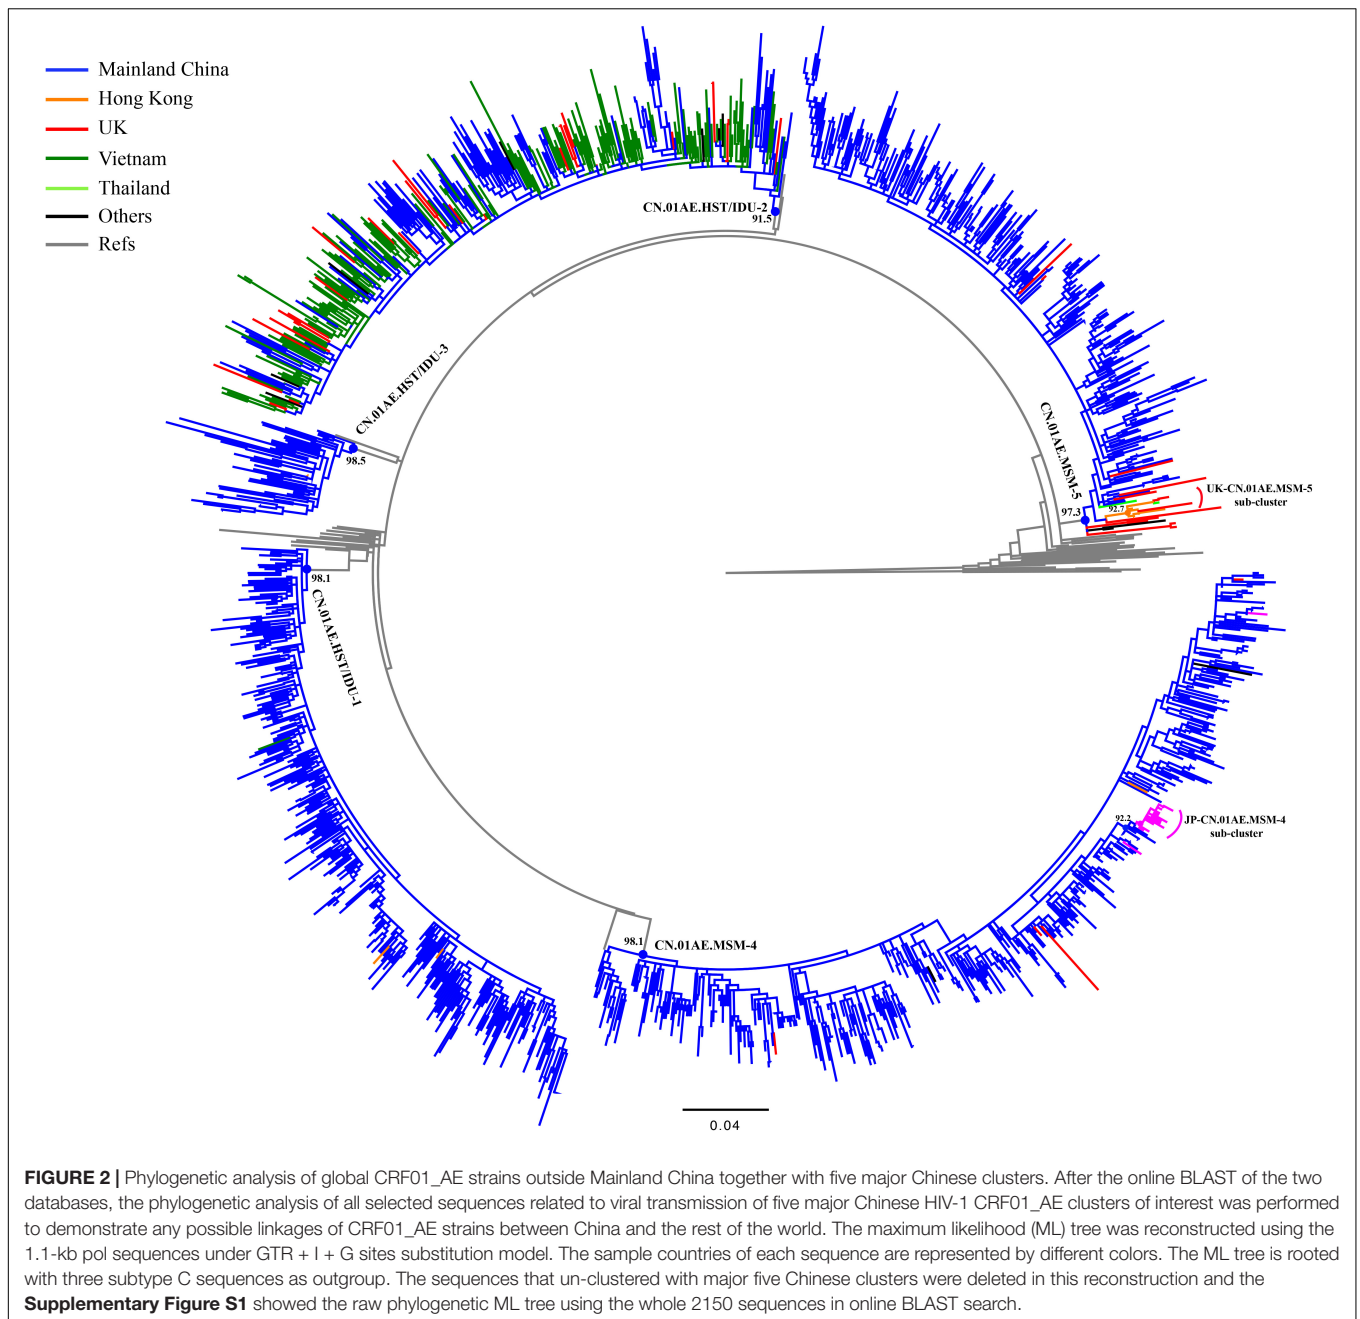 Mainland China
Hong Kong
UK
Vietnam
Thailand
Others
Refs
CN.01AE.HST/IDU-2
91.5
CN.01AE.HST/IDU-3
98.5
CN.01AE.MSM-5
97.3
92.7
UK-CN.01AE.MSM-5
sub-cluster
98.1
CN.01AE.HST/IDU-1
92.2
JP-CN.01AE.MSM-4
sub-cluster
98.1
CN.01AE.MSM-4
0.04
FIGURE 2 | Phylogenetic analysis of global CRF01_AE strains outside Mainland China together with five major Chinese clusters. After the online BLAST of the two
databases, the phylogenetic analysis of all selected sequences related to viral transmission of five major Chinese HIV-1 CRF01_AE clusters of interest was performed
to demonstrate any possible linkages of CRF01_AE strains between China and the rest of the world. The maximum likelihood (ML) tree was reconstructed using the
1.1-kb pol sequences under GTR + I + G sites substitution model. The sample countries of each sequence are represented by different colors. The ML tree is rooted
with three subtype C sequences as outgroup. The sequences that un-clustered with major five Chinese clusters were deleted in this reconstruction and the
Supplementary Figure S1 showed the raw phylogenetic ML tree using the whole 2150 sequences in online BLAST search.